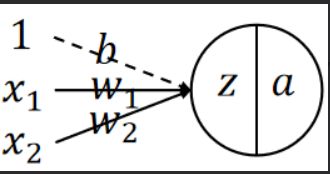 1 b
x₁ w₁ z a
x₂ w₂